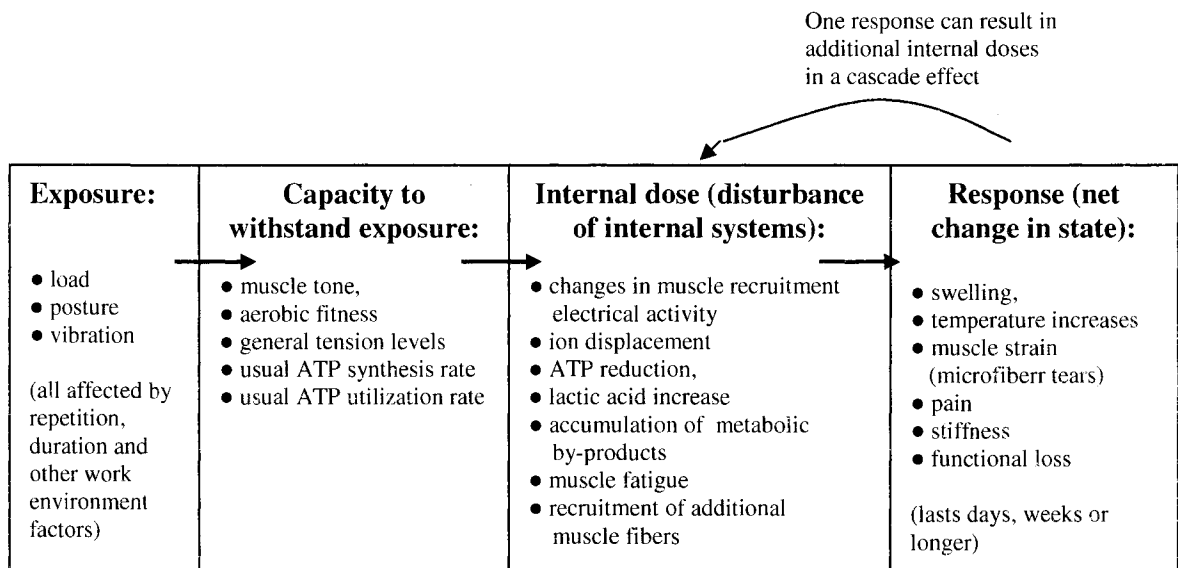 One response can result in
additional internal doses
in a cascade effect
Exposure:
● load
● posture
● vibration
(all affected by
repetition,
duration and
other work
environment
factors)
Capacity to
withstand exposure:
● muscle tone,
● aerobic fitness
● general tension levels
● usual ATP synthesis rate
● usual ATP utilization rate
Internal dose (disturbance
of internal systems):
● changes in muscle recruitment
electrical activity
● ion displacement
● ATP reduction,
● lactic acid increase
● accumulation of metabolic
by-products
● muscle fatigue
● recruitment of additional
muscle fibers
Response (net
change in state):
● swelling,
● temperature increases
● muscle strain
(microfiberr tears)
● pain
● stiffness
● functional loss
(lasts days, weeks or
longer)